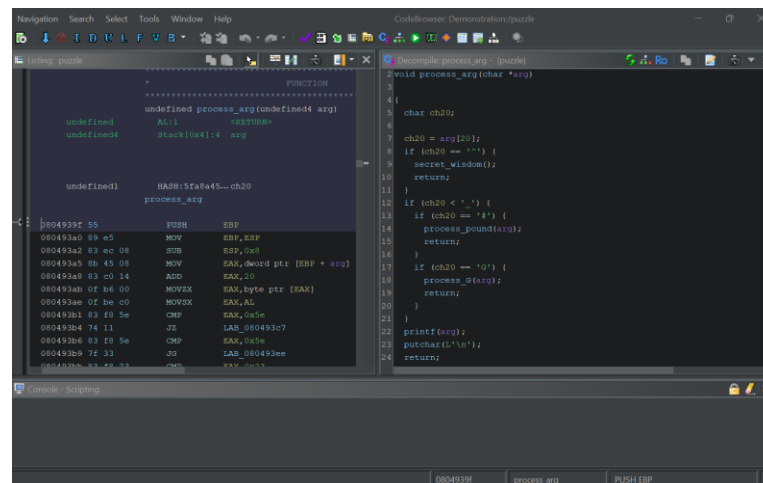 Navigation Search Select Tools Window Help
CodeBrowser: Demonstration:/puzzle
I D U L F V B
Listing: puzzle
* FUNCTION
undefined process_arg(undefined4 arg)
undefined AL:1 <RETURN>
undefined4 Stack[0x4]:4 arg
undefined1 HASH:5fa8a45... ch20
process_arg
0804939f 55 PUSH EBP
080493a0 89 e5 MOV EBP,ESP
080493a2 83 ec 08 SUB ESP,0x8
080493a5 8b 45 08 MOV EAX,dword ptr [EBP + arg]
080493a8 83 c0 14 ADD EAX,20
080493ab 0f b6 00 MOVZX EAX,byte ptr [EAX]
080493ae 0f be c0 MOVSX EAX,AL
080493b1 83 f8 5e CMP EAX,0x5e
080493b4 74 11 JZ LAB_080493c7
080493b6 83 f8 5e CMP EAX,0x5e
080493b9 7f 33 JG LAB_080493ee
Decompile: process_arg - (puzzle)
Ro
2 void process_arg(char *arg)
3
4 {
5 char ch20;
6
7 ch20 = arg[20];
8 if (ch20 == '^') {
9 secret_wisdom();
10 return;
11 }
12 if (ch20 < '_') {
13 if (ch20 == '#') {
14 process_pound(arg);
15 return;
16 }
17 if (ch20 == 'G') {
18 process_G(arg);
19 return;
20 }
21 }
22 printf(arg);
23 putchar(L'\n');
24 return;
Console - Scripting
0804939f process_arg PUSH EBP